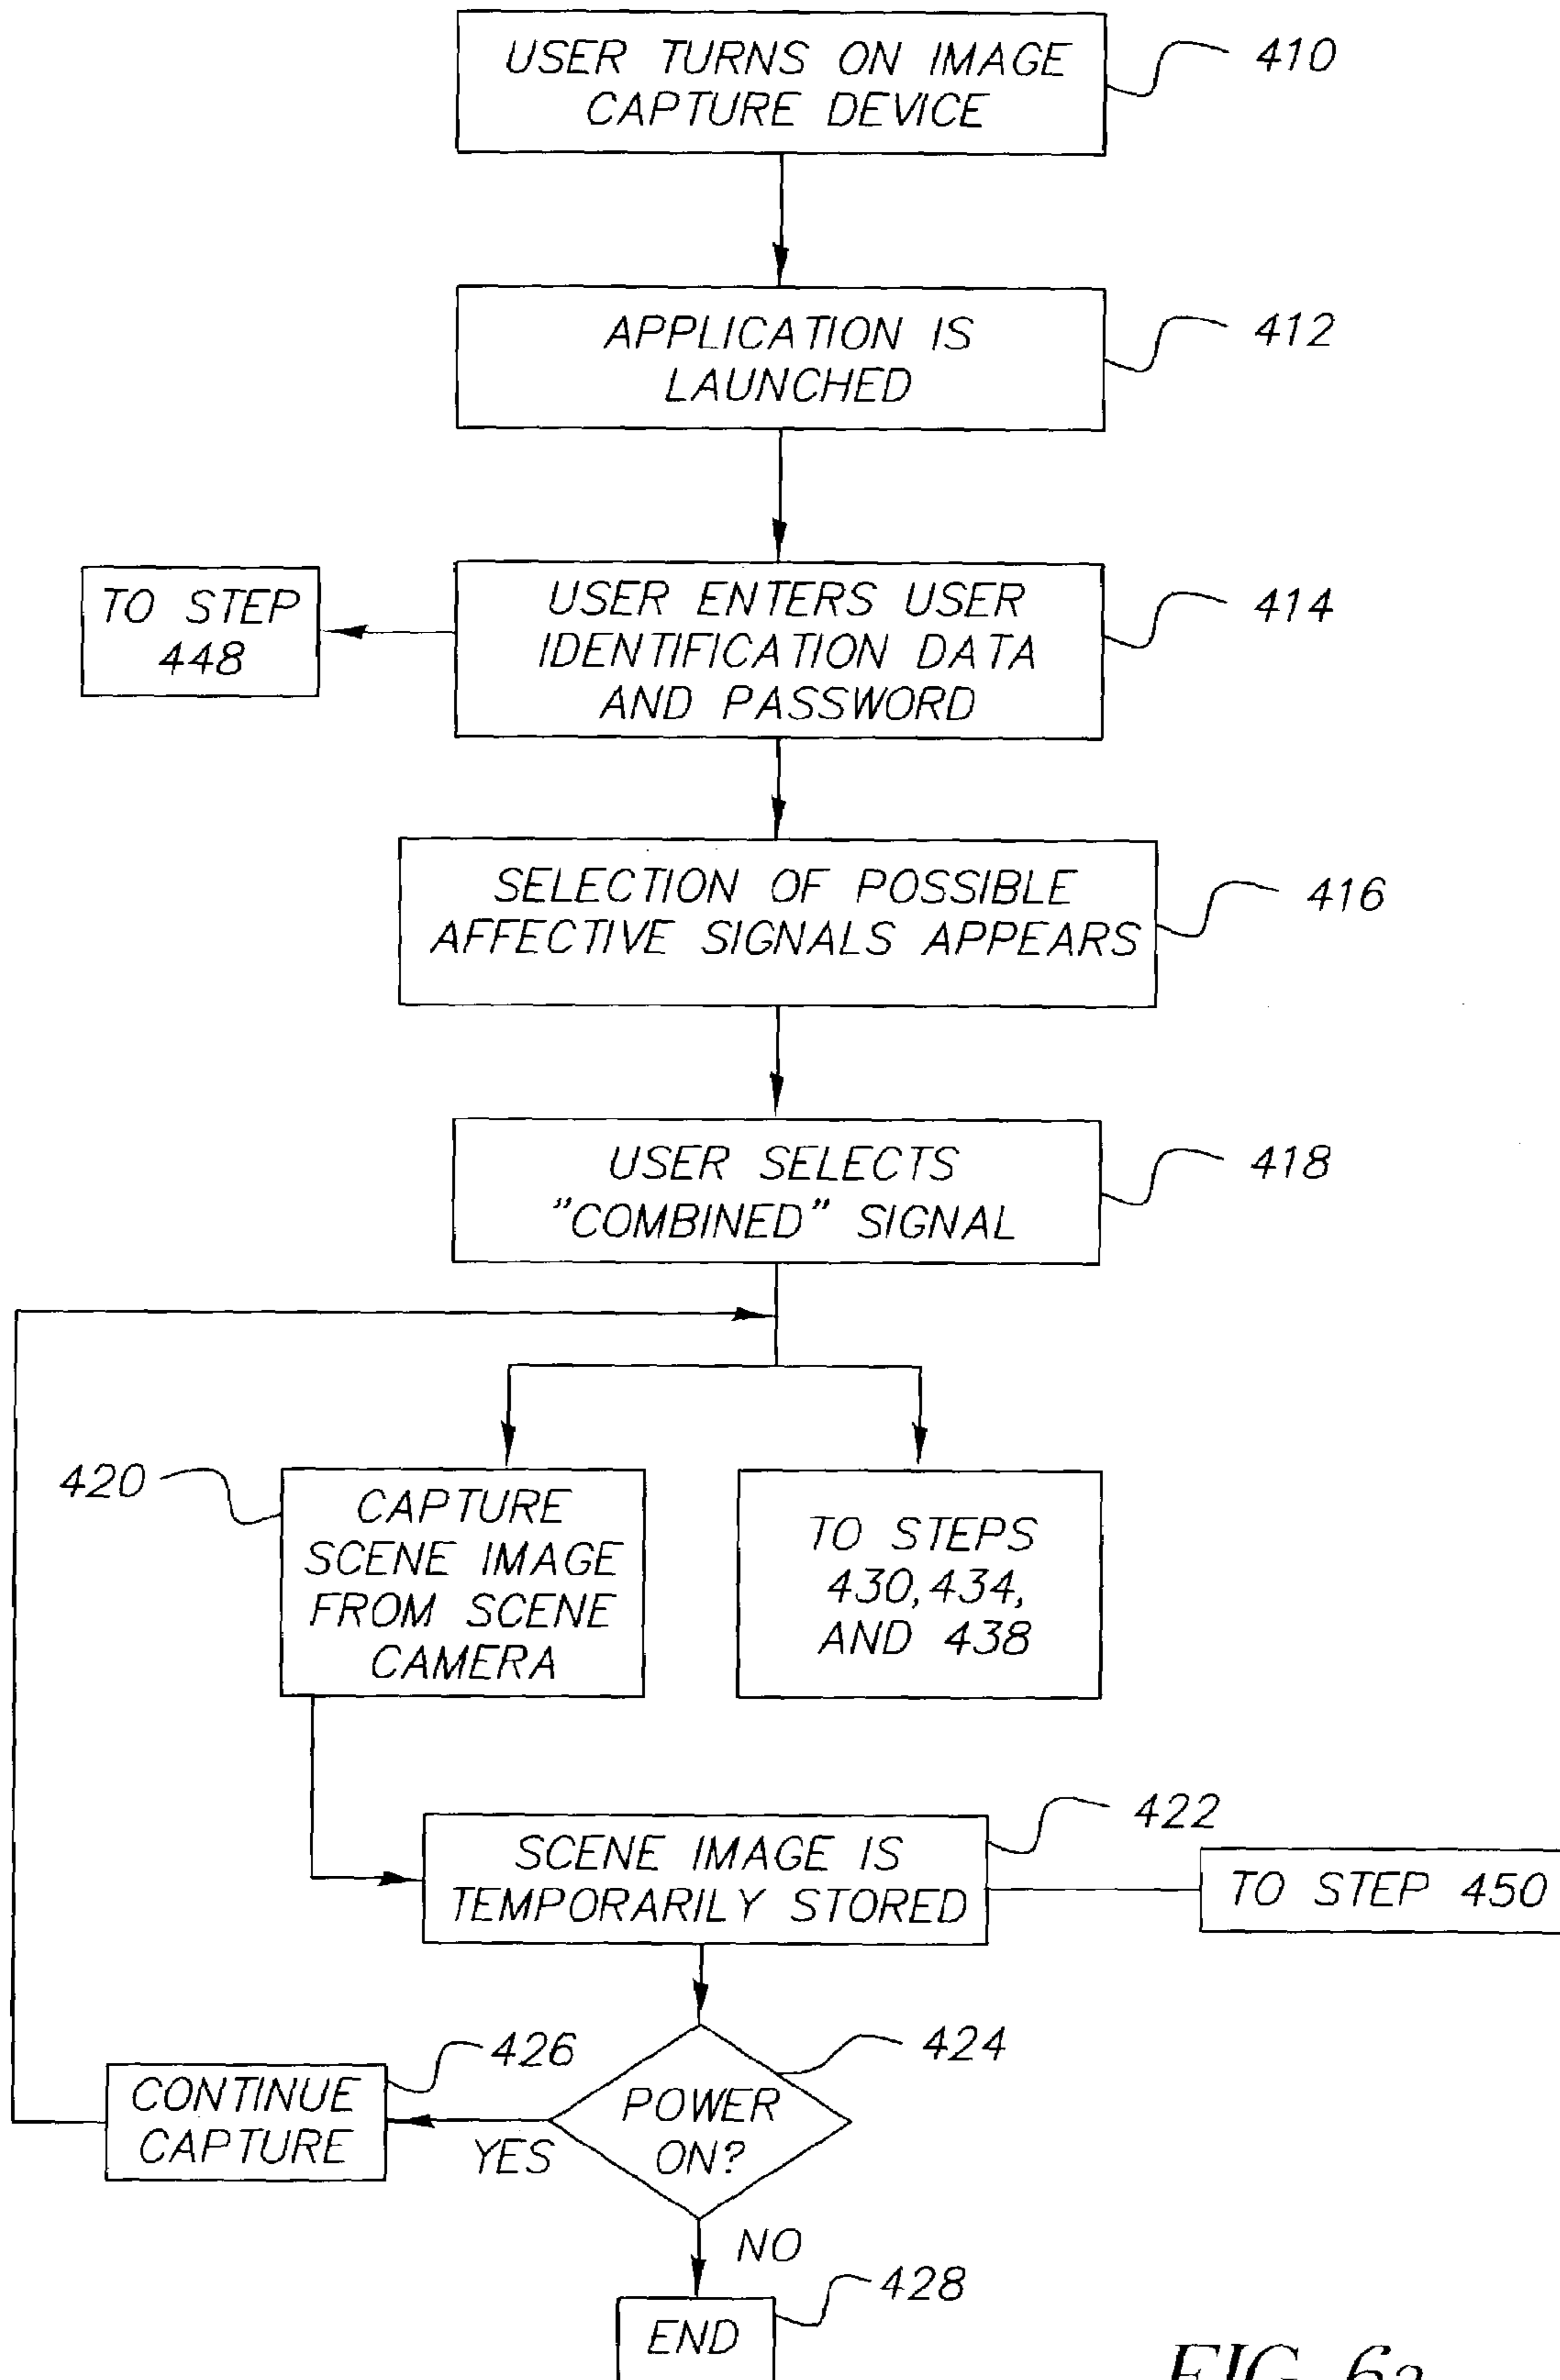 USER TURNS ON IMAGE
CAPTURE DEVICE
410
APPLICATION IS
LAUNCHED
412
TO STEP
448
USER ENTERS USER
IDENTIFICATION DATA
AND PASSWORD
414
SELECTION OF POSSIBLE
AFFECTIVE SIGNALS APPEARS
416
USER SELECTS
"COMBINED" SIGNAL
418
420
CAPTURE
SCENE IMAGE
FROM SCENE
CAMERA
TO STEPS
430, 434,
AND 438
422
SCENE IMAGE IS
TEMPORARILY STORED
TO STEP 450
424
POWER
ON?
426
CONTINUE
CAPTURE
YES
NO
428
END
FIG. 6a